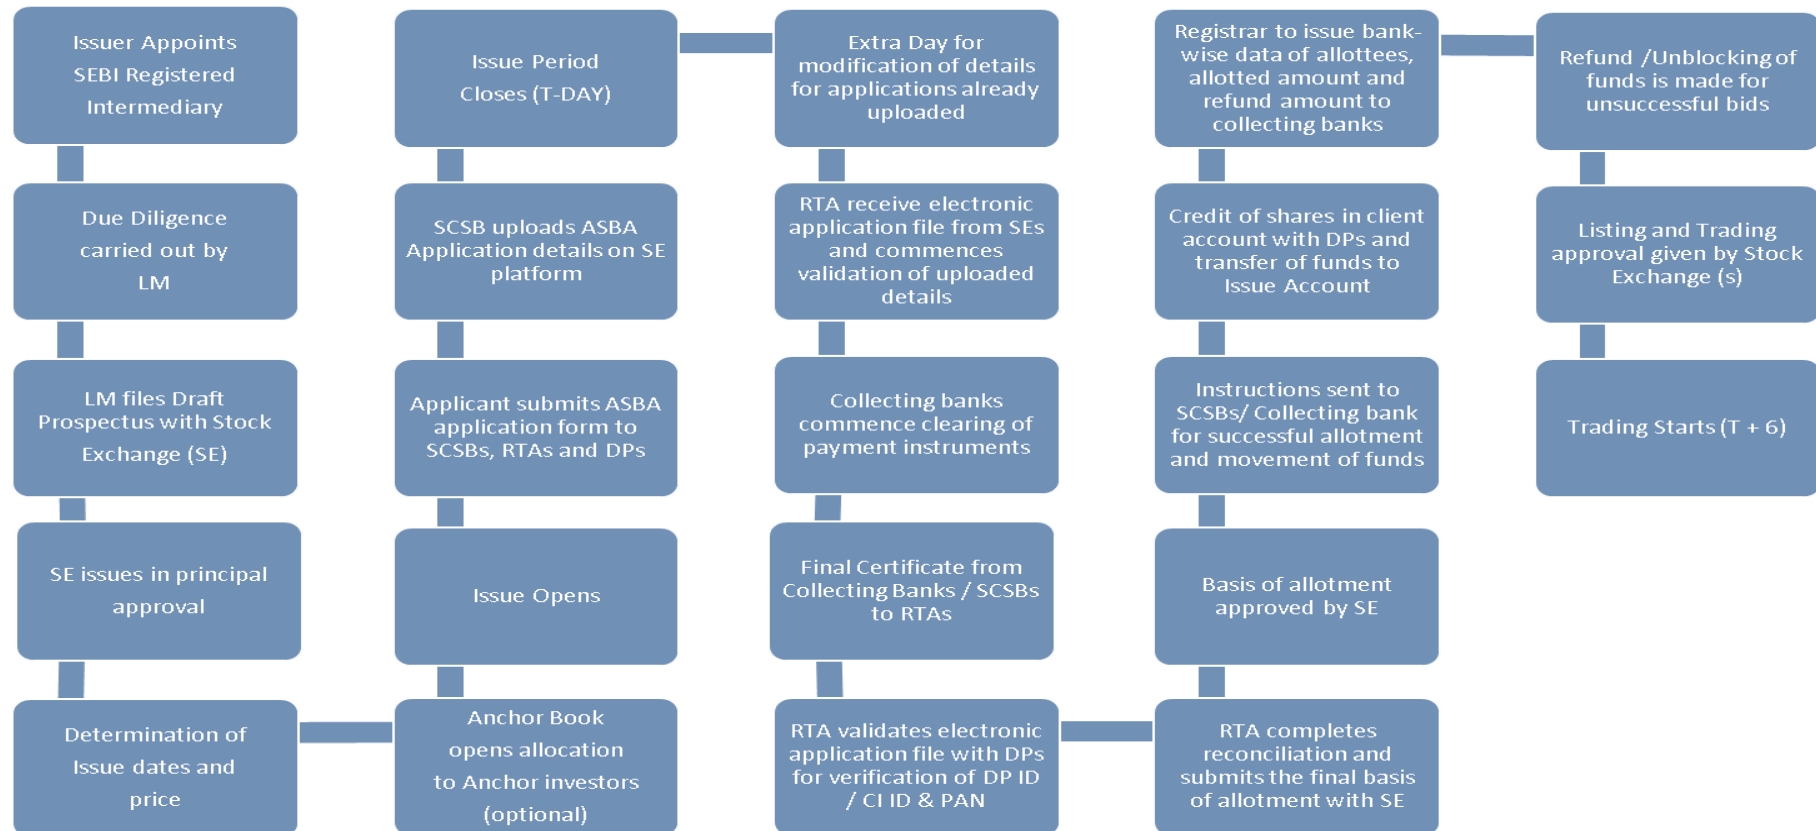 Issuer Appoints
SEBI Registered
Intermediary
Due Diligence
carried out by
LM
LM files Draft
Prospectus with Stock
Exchange (SE)
SE issues in principal
approval
Determination of
Issue dates and
price
Anchor Book
opens allocation
to Anchor investors
(optional)
Issue Opens
Applicant submits ASBA
application form to
SCSBs, RTAs and DPs
SCSB uploads ASBA
Application details on SE
platform
Issue Period
Closes (T-DAY)
Extra Day for
modification of details
for applications already
uploaded
RTA receive electronic
application file from SEs
and commences
validation of uploaded
details
Collecting banks
commence clearing of
payment instruments
Final Certificate from
Collecting Banks / SCSBs
to RTAs
RTA validates electronic
application file with DPs
for verification of DP ID
/ CI ID & PAN
RTA completes
reconciliation and
submits the final basis
of allotment with SE
Basis of allotment
approved by SE
Instructions sent to
SCSBs/ Collecting bank
for successful allotment
and movement of funds
Credit of shares in client
account with DPs and
transfer of funds to
Issue Account
Registrar to issue bank-
wise data of allottees,
allotted amount and
refund amount to
collecting banks
Refund /Unblocking of
funds is made for
unsuccessful bids
Listing and Trading
approval given by Stock
Exchange (s)
Trading Starts (T + 6)